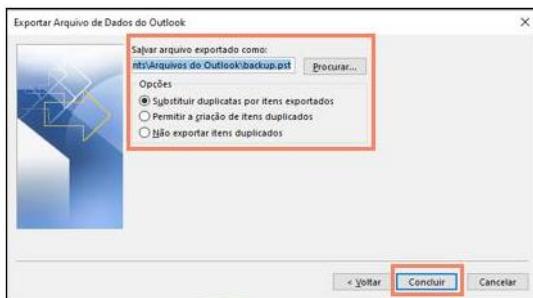 Exportar Arquivo de Dados do Outlook
Salvar arquivo exportado como:
nts\Arquivos do Outlook\backup.pst
Procurar...
Opções
Substituir duplicatas por itens exportados
Permitir a criação de itens duplicados
Não exportar itens duplicados
< Voltar
Concluir
Cancelar